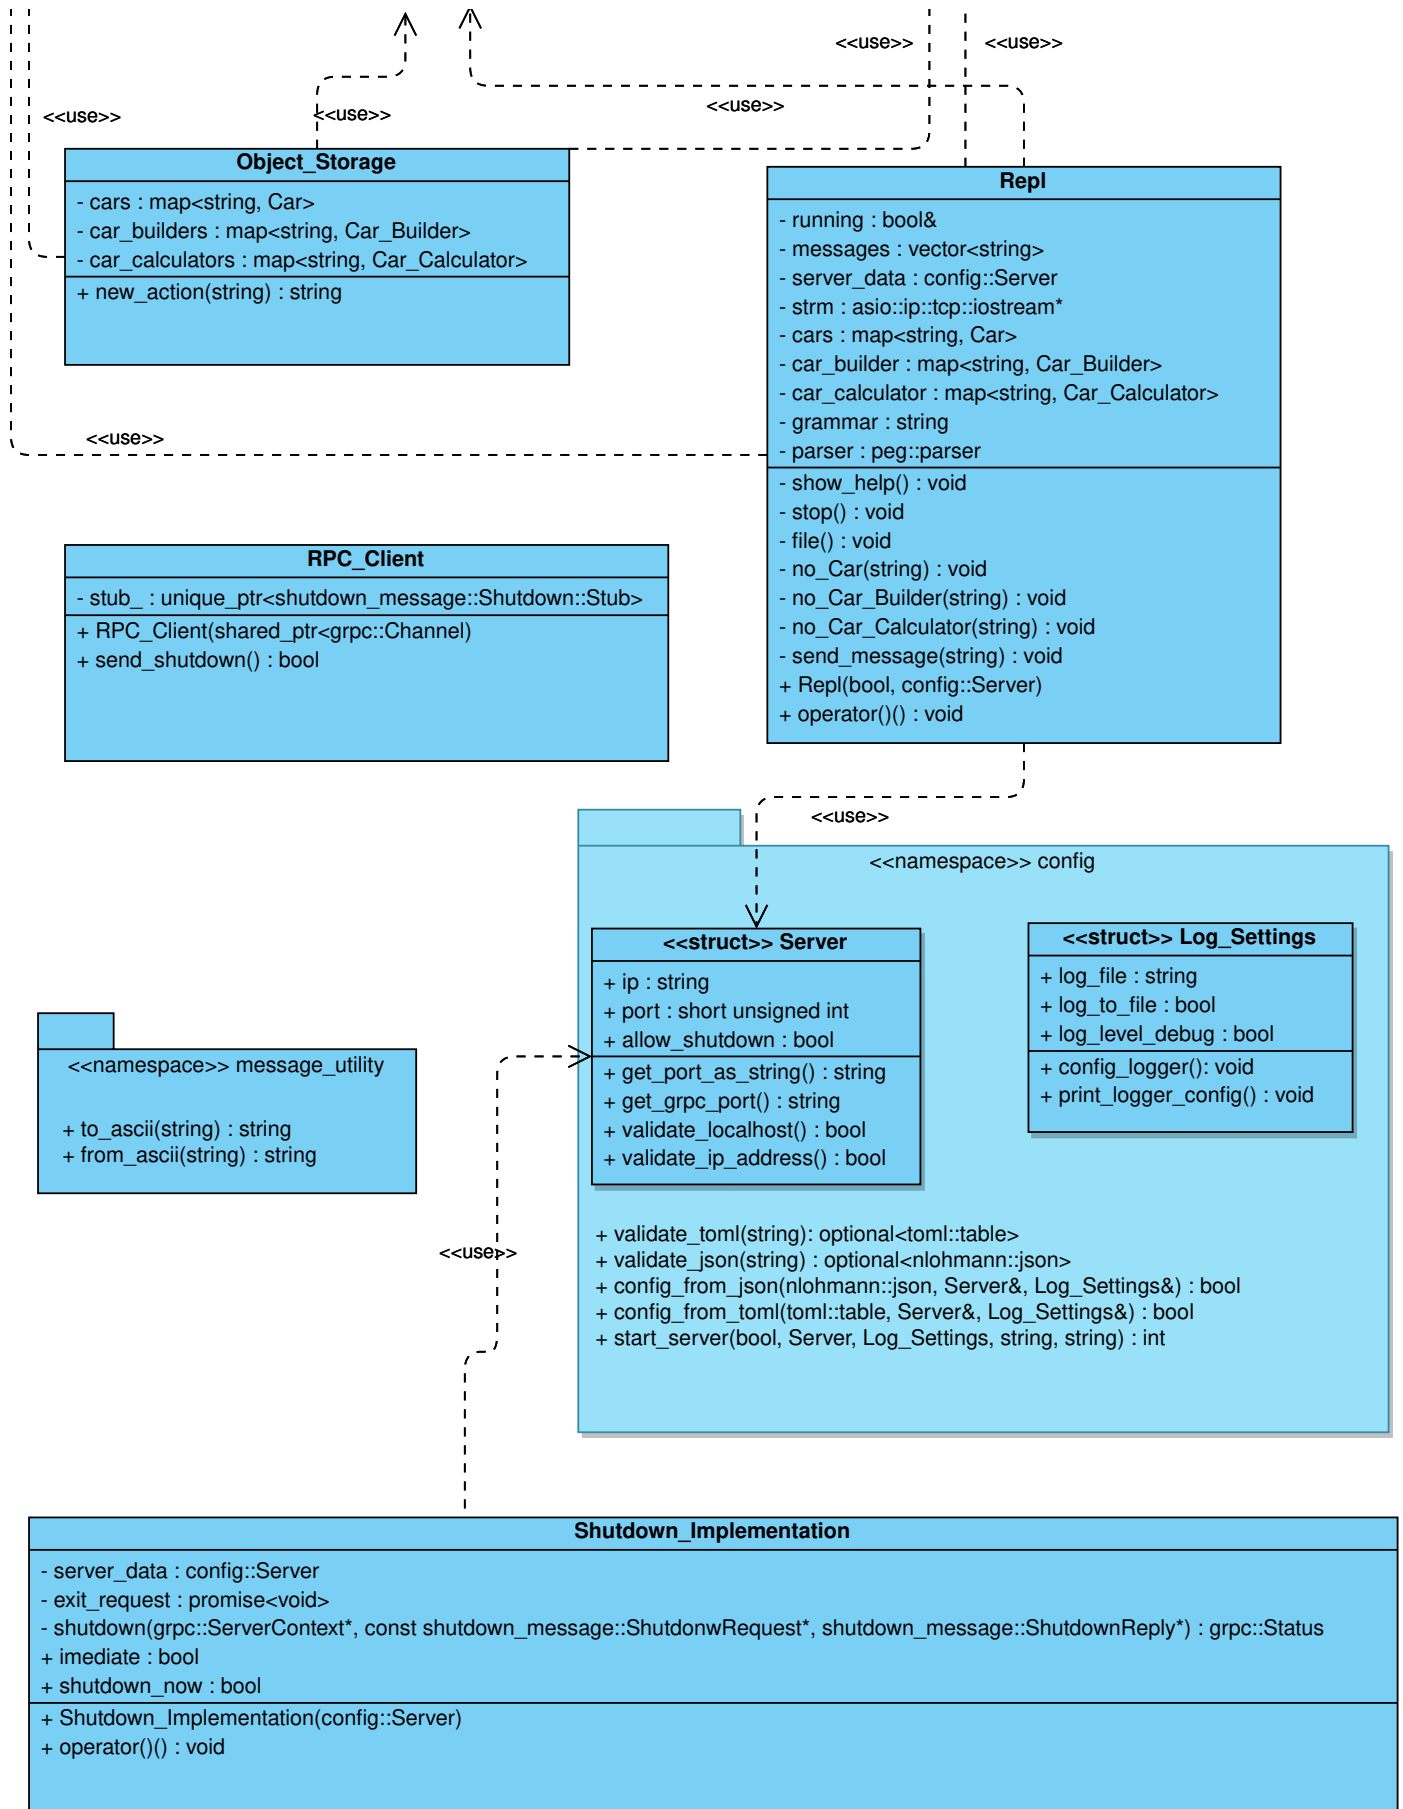 <<use>>
<<use>>
<<use>>
<<use>>
<<use>>
Object_Storage
- cars : map<string, Car>
- car_builders : map<string, Car_Builder>
- car_calculators : map<string, Car_Calculator>
+ new_action(string) : string
Repl
- running : bool&
- messages : vector<string>
- server_data : config::Server
- strm : asio::ip::tcp::iostream*
- cars : map<string, Car>
- car_builder : map<string, Car_Builder>
- car_calculator : map<string, Car_Calculator>
- grammar : string
- parser : peg::parser
- show_help() : void
- stop() : void
- file() : void
- no_Car(string) : void
- no_Car_Builder(string) : void
- no_Car_Calculator(string) : void
- send_message(string) : void
+ Repl(bool, config::Server)
+ operator()() : void
<<use>>
RPC_Client
- stub_ : unique_ptr<shutdown_message::Shutdown::Stub>
+ RPC_Client(shared_ptr<grpc::Channel)
+ send_shutdown() : bool
<<use>>
<<namespace>> config
<<struct>> Server
+ ip : string
+ port : short unsigned int
+ allow_shutdown : bool
+ get_port_as_string() : string
+ get_grpc_port() : string
+ validate_localhost() : bool
+ validate_ip_address() : bool
<<struct>> Log_Settings
+ log_file : string
+ log_to_file : bool
+ log_level_debug : bool
+ config_logger(): void
+ print_logger_config() : void
+ validate_toml(string): optional<toml::table>
+ validate_json(string) : optional<nlohmann::json>
+ config_from_json(nlohmann::json, Server&, Log_Settings&) : bool
+ config_from_toml(toml::table, Server&, Log_Settings&) : bool
+ start_server(bool, Server, Log_Settings, string, string) : int
<<namespace>> message_utility
+ to_ascii(string) : string
+ from_ascii(string) : string
<<use>>
Shutdown_Implementation
- server_data : config::Server
- exit_request : promise<void>
- shutdown(grpc::ServerContext*, const shutdown_message::ShutdonwRequest*, shutdown_message::ShutdownReply*) : grpc::Status
+ imediate : bool
+ shutdown_now : bool
+ Shutdown_Implementation(config::Server)
+ operator()() : void